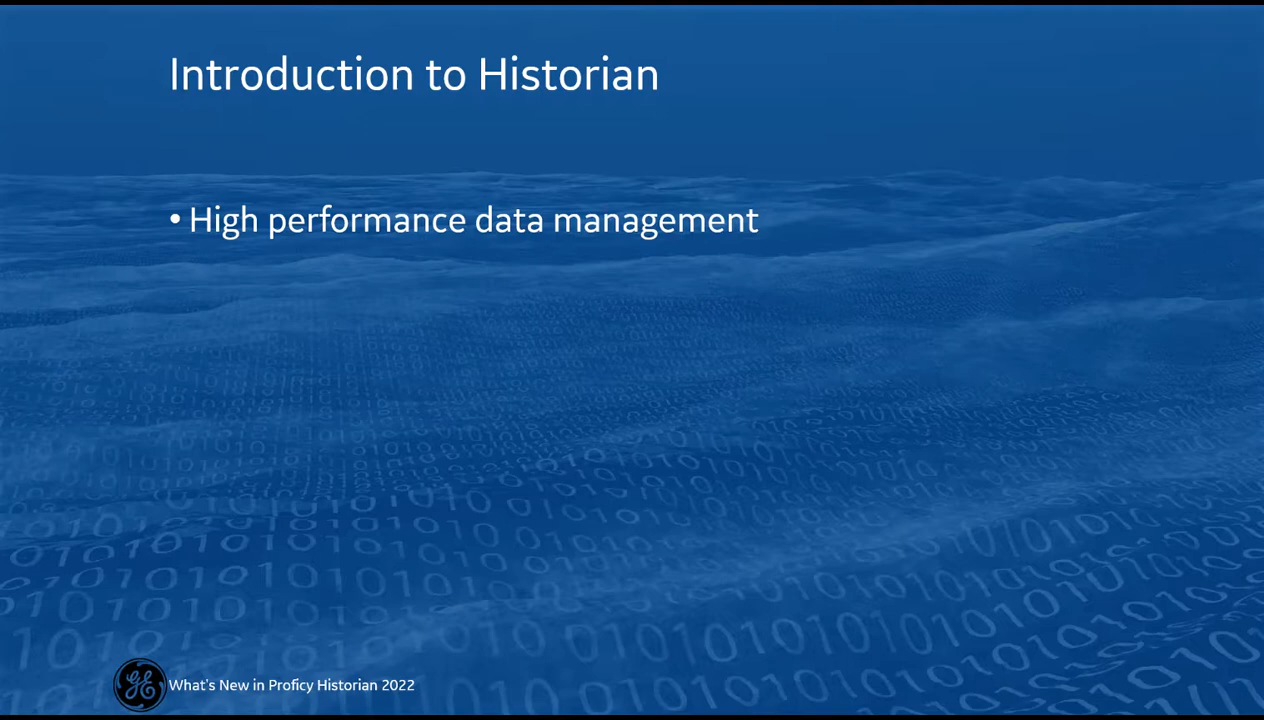 Introduction to Historian
• High performance data management
What's New in Proficy Historian 2022